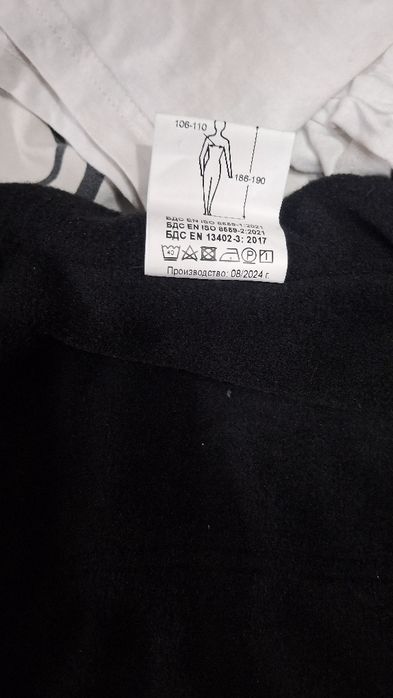 106-110
186-190
БДС EN ISO 8559-1:2021
БДС EN ISO 8559-2:2021
БДС EN 13402-3: 2017
40
P
Производство: 08/2024 г.